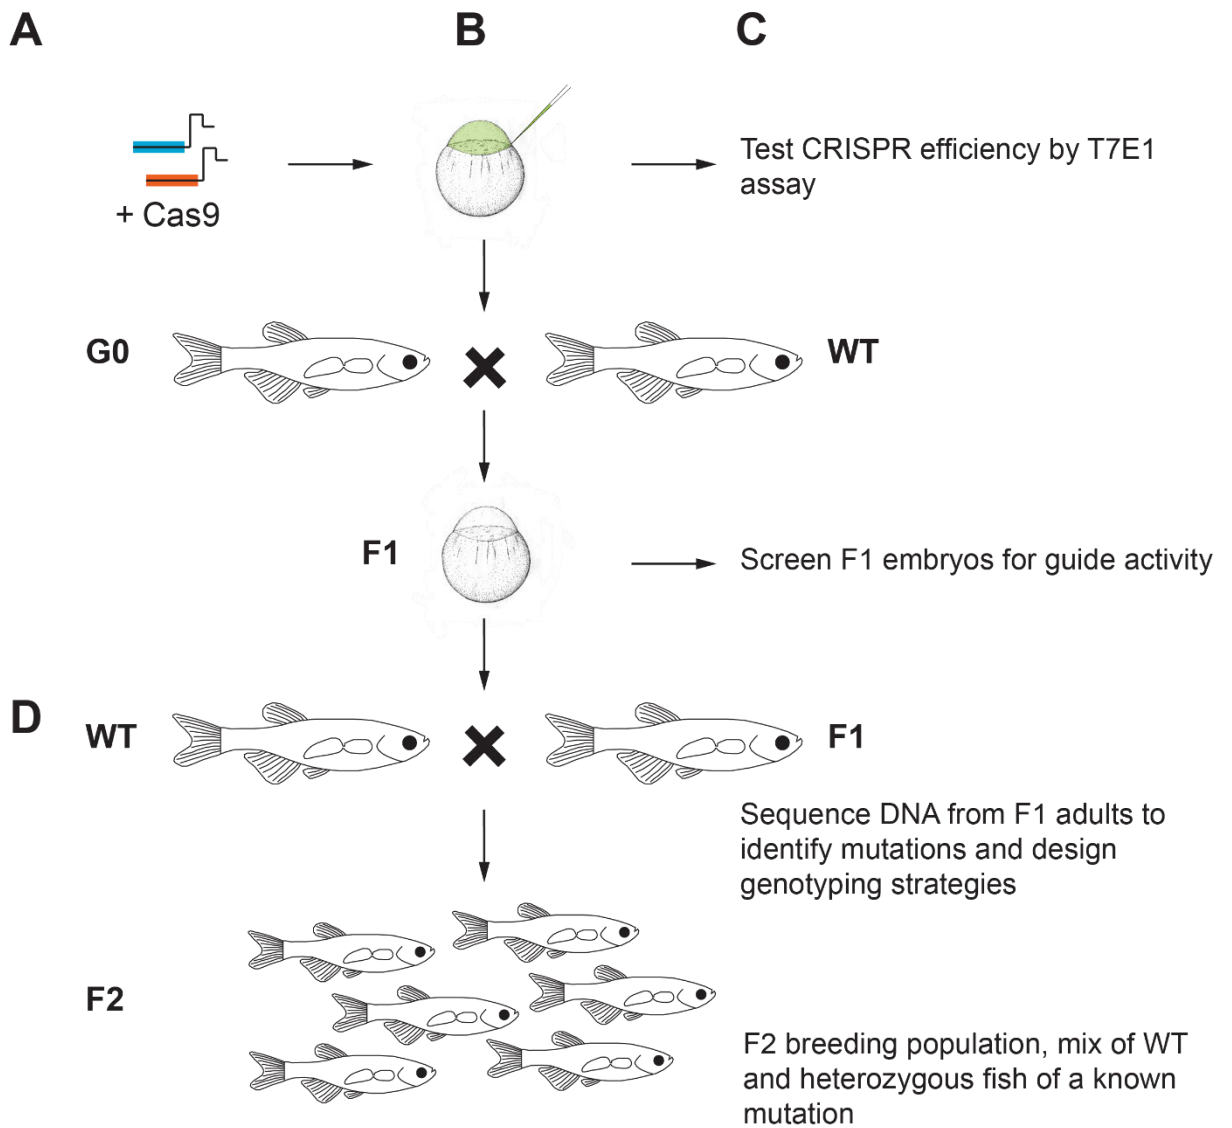 A
B
C
+ Cas9
Test CRISPR efficiency by T7E1
assay
G0
WT
F1
Screen F1 embryos for guide activity
D
WT
F1
Sequence DNA from F1 adults to
identify mutations and design
genotyping strategies
F2
F2 breeding population, mix of WT
and heterozygous fish of a known
mutation